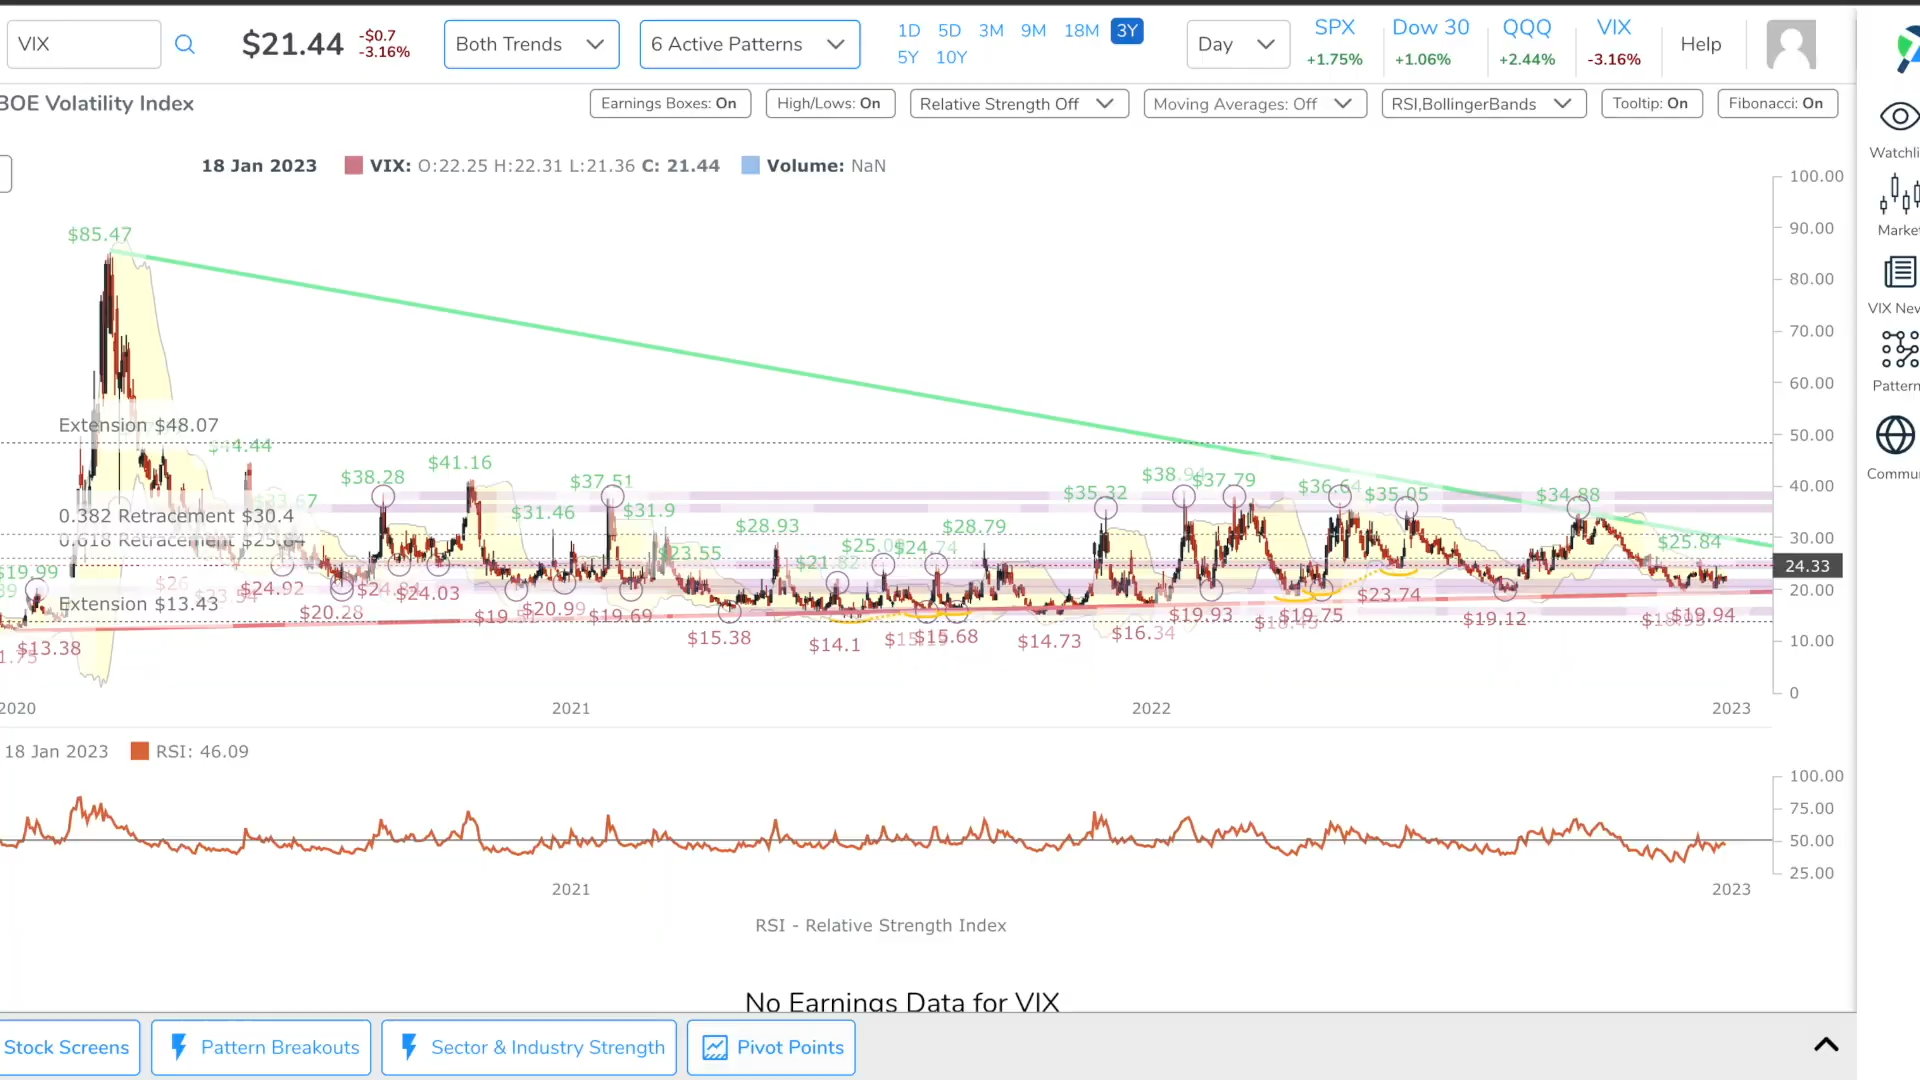 VIX
$21.44
-$0.7
-3.16%
Both Trends
6 Active Patterns
1D 5D 3M 9M 18M 3Y
5Y 10Y
Day
SPX
+1.75%
Dow 30
+1.06%
QQQ
+2.44%
VIX
-3.16%
Help
BOE Volatility Index
Earnings Boxes: On
High/Lows: On
Relative Strength Off
Moving Averages: Off
RSI,BollingerBands
Tooltip: On
Fibonacci: On
Watchli
Marke
VIX Nev
Pattern
Commun
18 Jan 2023 VIX: O:22.25 H:22.31 L:21.36 C: 21.44 Volume: NaN
100.00
90.00
80.00
70.00
60.00
50.00
40.00
30.00
24.33
20.00
10.00
0
$85.47
Extension $48.07
$44.44
$38.28
$41.16
$37.51
$31.46
$31.9
0.382 Retracement $30.4
0.618 Retracement $25.84
$23.55
$28.93
$28.79
$35.32
$37.79
$36.64
$35.05
$34.88
$25.84
$19.99
$26
$24.92
$24.03
Extension $13.43
$20.28
$20.99
$19.69
$13.38
$15.38
$14.1
$15.68
$14.73
$16.34
$19.93
$19.75
$23.74
$19.12
$19.94
2020
2021
2022
2023
18 Jan 2023 RSI: 46.09
100.00
75.00
50.00
25.00
2021
2023
RSI - Relative Strength Index
No Earnings Data for VIX
Stock Screens
Pattern Breakouts
Sector & Industry Strength
Pivot Points